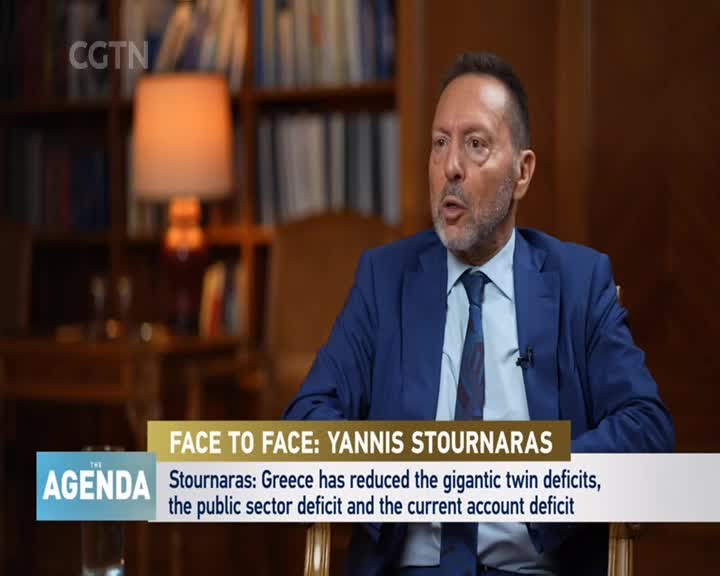 CGTN
FACE TO FACE: YANNIS STOURNARAS
THE
AGENDA
Stournaras: Greece has reduced the gigantic twin deficits,
the public sector deficit and the current account deficit